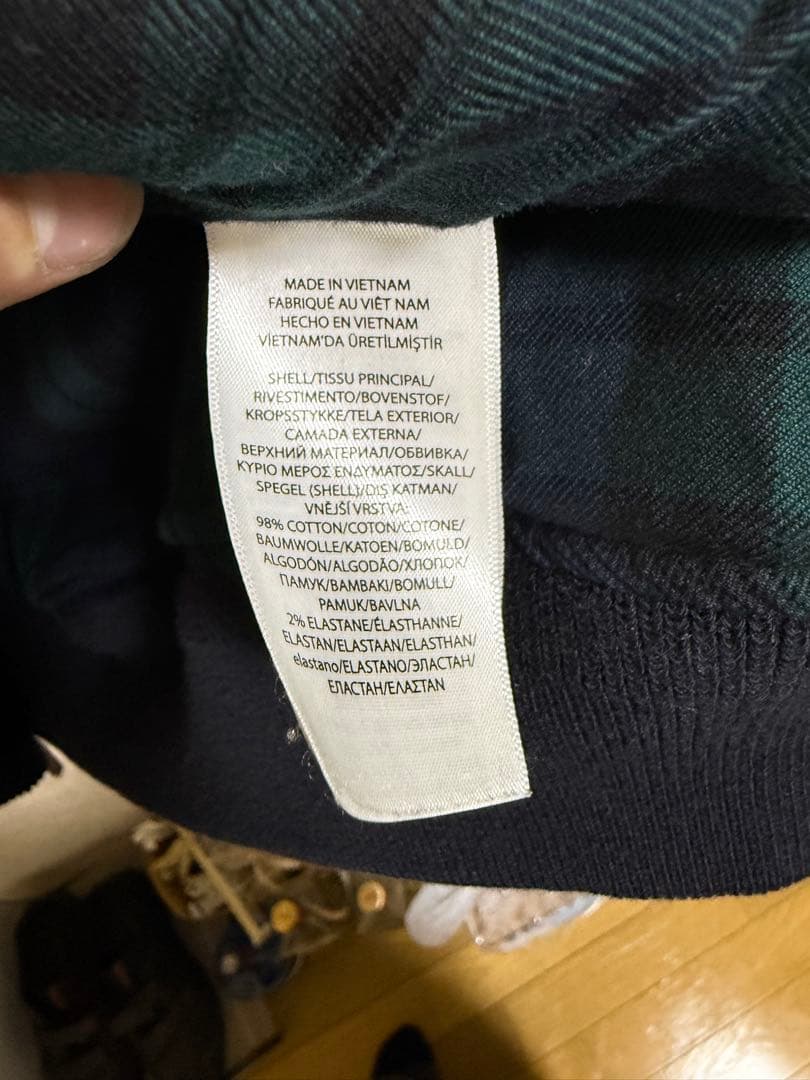 MADE IN VIETNAM
FABRIQUÉ AU VIÊT NAM
HECHO EN VIETNAM
VİETNAM'DA ÜRETİLMİŞTİR
SHELL/TISSU PRINCIPAL/
RIVESTIMENTO/BOVENSTOF/
KROPSSTYKKE/TELA EXTERIOR/
CAMADA EXTERNA/
ВЕРХНИЙ МАТЕРИАЛ/ОБВИВКА/
ΚΥΡΙΟ ΜΕΡΟΣ ΕΝΔΥΜΑΤΟΣ/SKALL/
SPEGEL (SHELL)/DIŞ KATMAN/
VNĚJŠÍ VRSTVA:
98% COTTON/COTON/COTONE/
BAUMWOLLE/KATOEN/BOMULD/
ALGODÓN/ALGODÃO/ХЛОПОК/
ПАМУК/ΒΑΜΒΑΚΙ/BOMULL/
PAMUK/BAVLNA
2% ELASTANE/ÉLASTHANNE/
ELASTAN/ELASTAAN/ELASTHAN/
elastano/ELASTANO/ЭЛАСТАН/
ЕЛАСТАН/ΕΛΑΣΤΑΝ